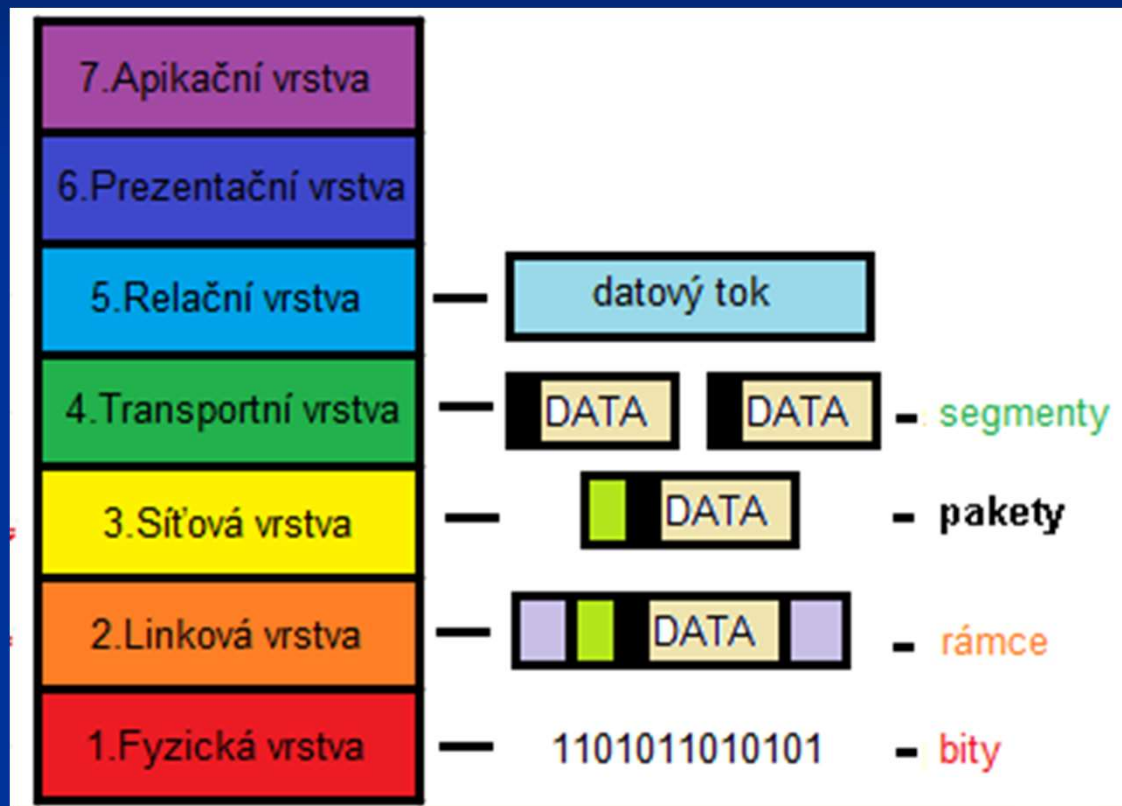 7.Apikační vrstva
6.Prezentační vrstva
5.Relační vrstva
datový tok
4.Transportní vrstva
DATA
DATA
segmenty
3.Síťová vrstva
DATA
pakety
2.Linková vrstva
DATA
rámce
1.Fyzická vrstva
1101011010101
bity